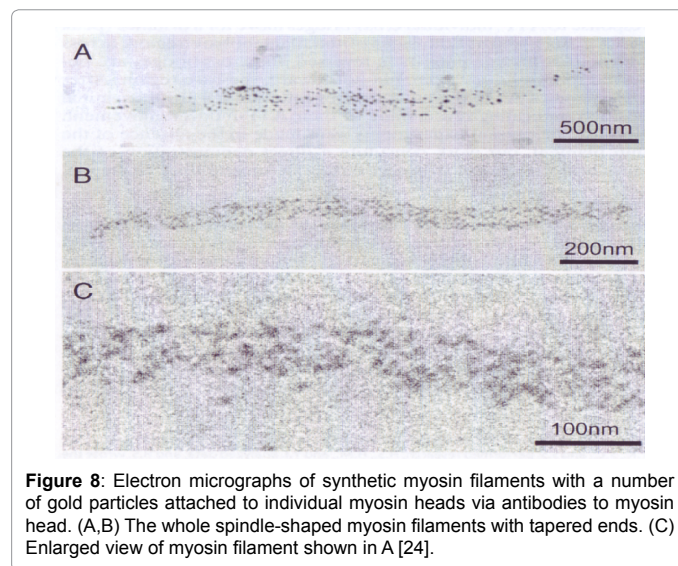 A
500nm
B
200nm
C
100nm
Figure 8: Electron micrographs of synthetic myosin filaments with a number
of gold particles attached to individual myosin heads via antibodies to myosin
head. (A,B) The whole spindle-shaped myosin filaments with tapered ends. (C)
Enlarged view of myosin filament shown in A [24].